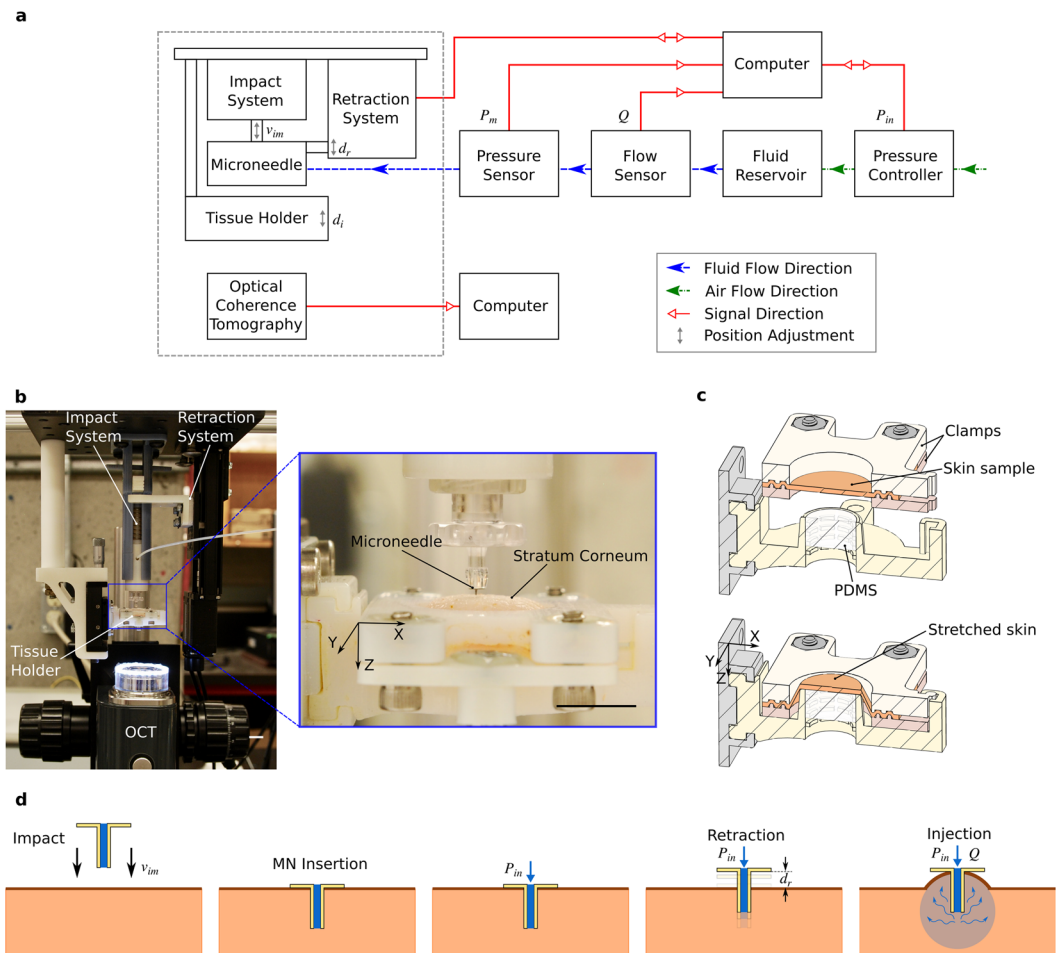 a
Impact
System
Retraction
System
v_im
d_r
Microneedle
Tissue Holder
d_i
Optical
Coherence
Tomography
Computer
Computer
P_m
Q
P_in
Pressure
Sensor
Flow
Sensor
Fluid
Reservoir
Pressure
Controller
Fluid Flow Direction
Air Flow Direction
Signal Direction
Position Adjustment
b
Impact
System
Retraction
System
Tissue
Holder
OCT
Microneedle
Stratum Corneum
X
Y
Z
c
Clamps
Skin sample
PDMS
Stretched skin
X
Y
Z
d
Impact
v_im
MN Insertion
P_in
Retraction
P_in
d_r
Injection
P_in Q